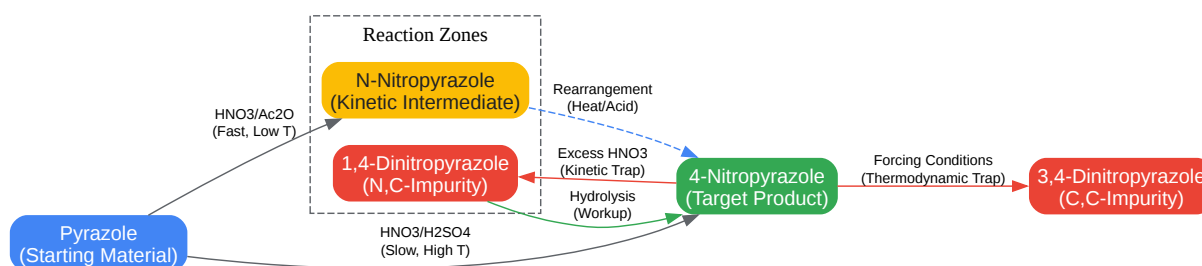 Reaction Zones
N-Nitropyrazole
(Kinetic Intermediate)
Rearrangement
(Heat/Acid)
HNO3/Ac2O
(Fast, Low T)
1,4-Dinitropyrazole
(N,C-Impurity)
Excess HNO3
(Kinetic Trap)
4-Nitropyrazole
(Target Product)
Forcing Conditions
(Thermodynamic Trap)
3,4-Dinitropyrazole
(C,C-Impurity)
Hydrolysis
(Workup)
Pyrazole
(Starting Material)
HNO3/H2SO4
(Slow, High T)